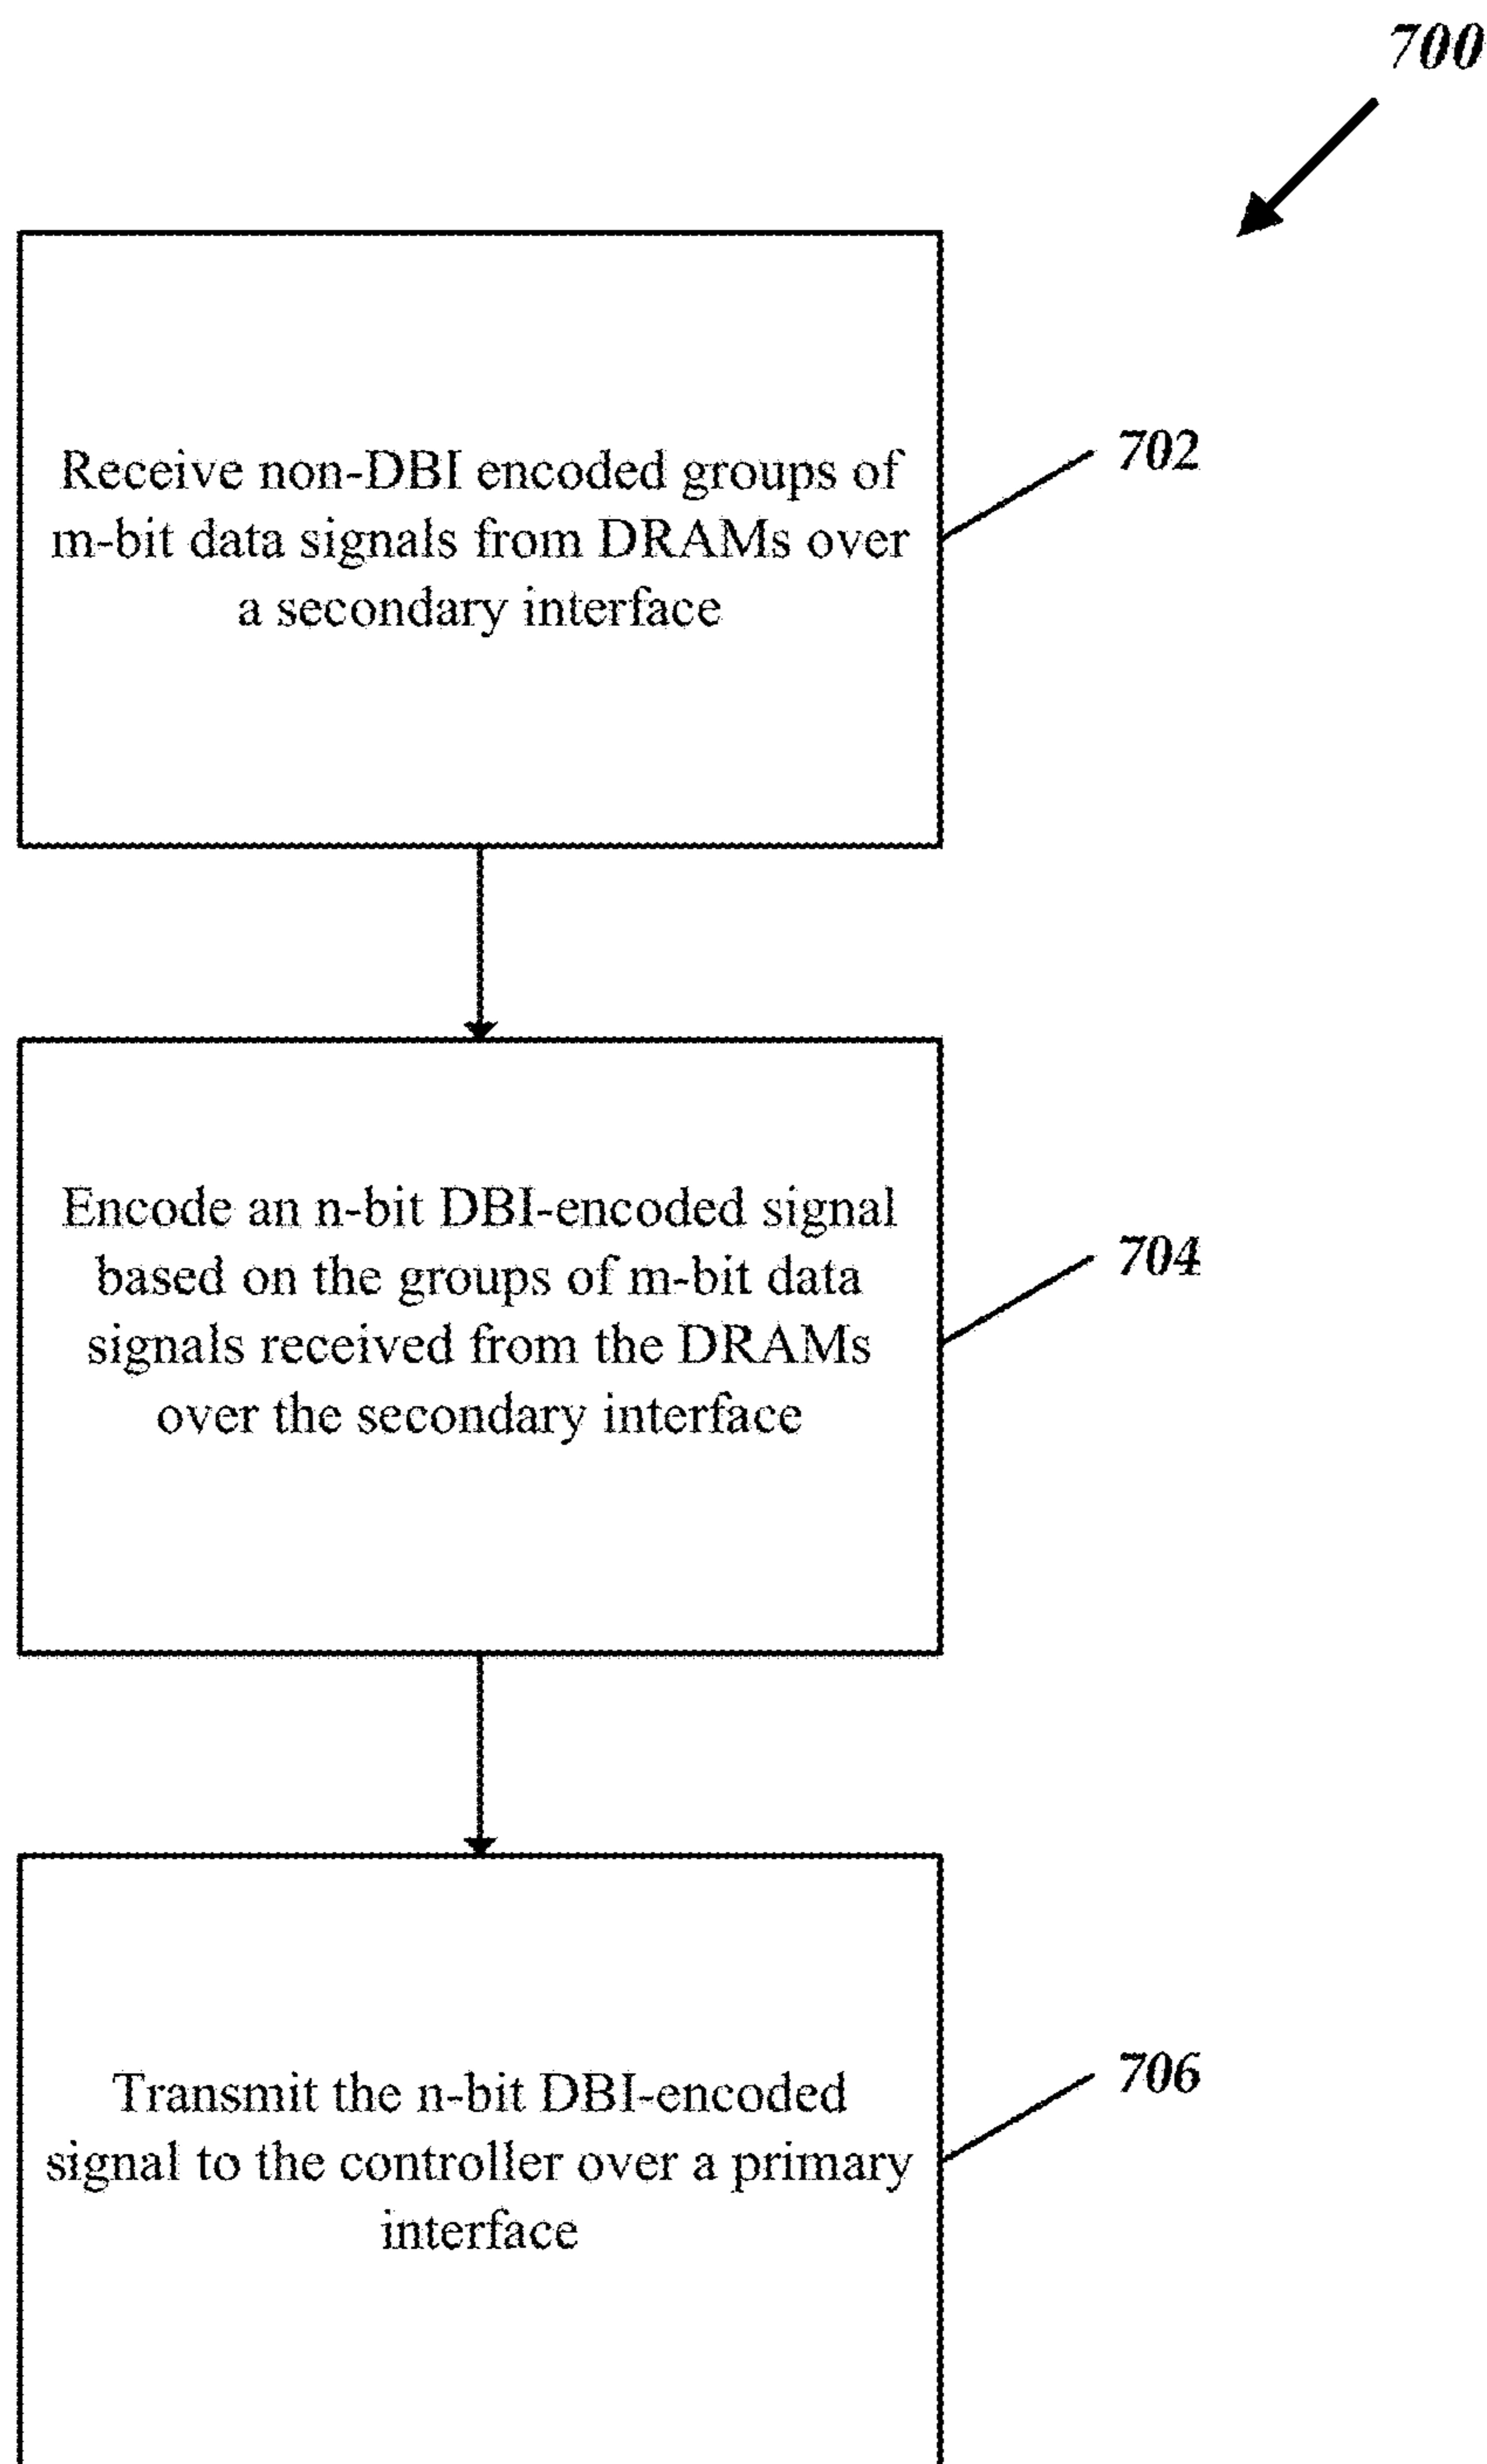 700
Receive non-DBI encoded groups of
m-bit data signals from DRAMs over
a secondary interface
702
Encode an n-bit DBI-encoded signal
based on the groups of m-bit data
signals received from the DRAMs
over the secondary interface
704
Transmit the n-bit DBI-encoded
signal to the controller over a primary
interface
706